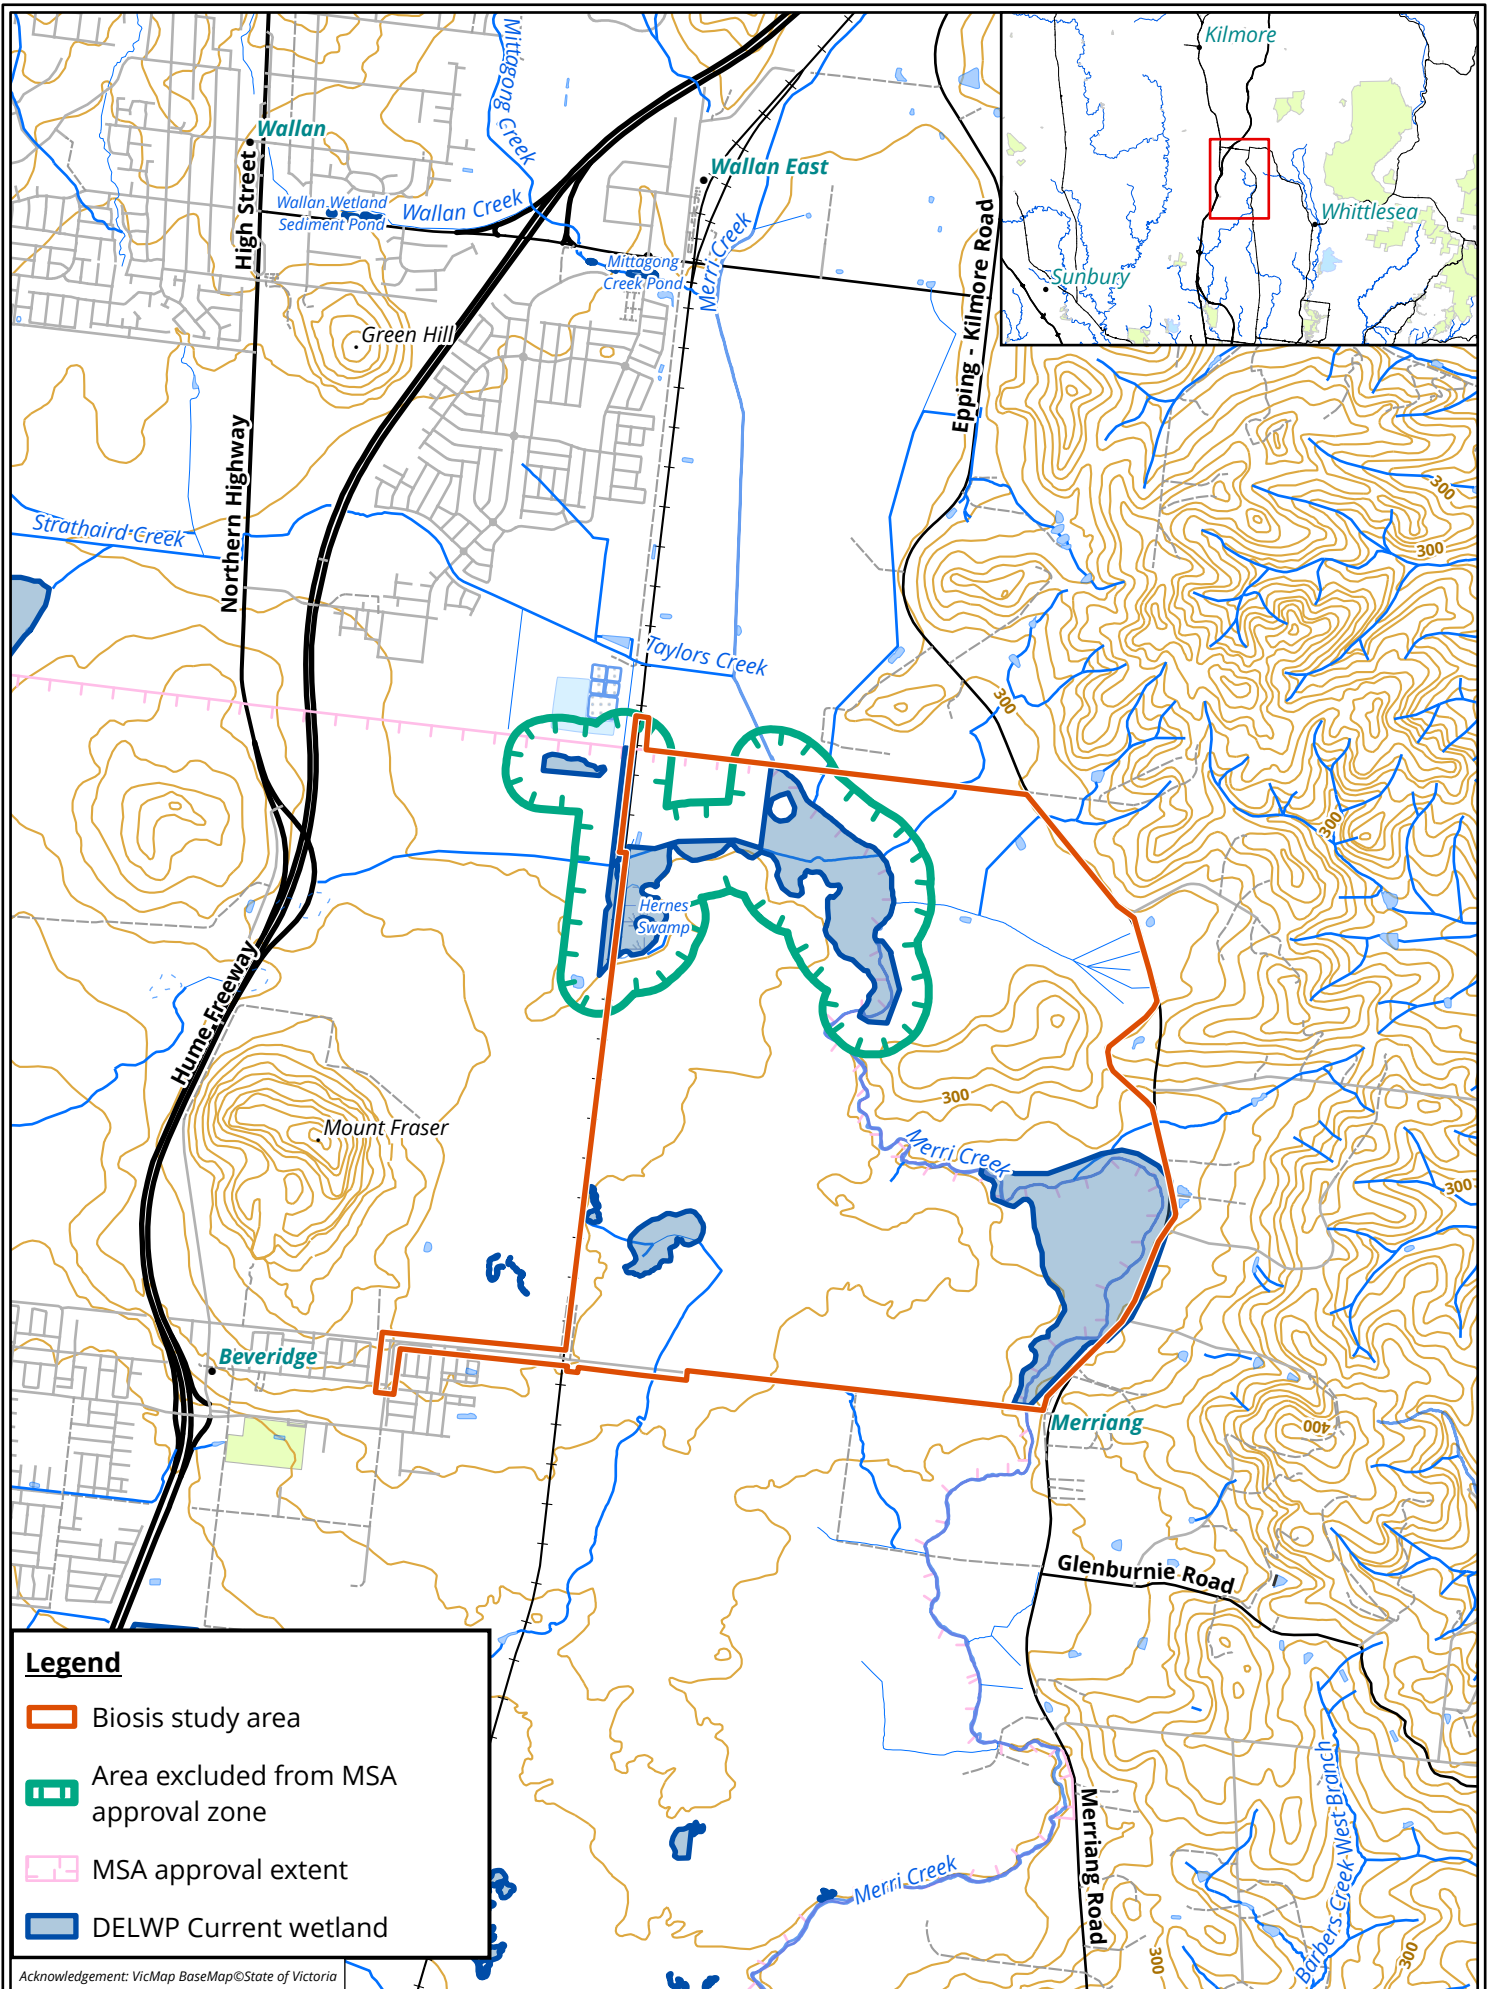 Kilmore
Whittlesea
Sunbury
Mittagong Creek
Wallan
High Street
Wallan East
Wallan Wetland
Sediment Pond
Wallan Creek
Mittagong
Creek Pond
Merri Creek
Epping - Kilmore Road
Green Hill
Northern Highway
Strathaird Creek
300
300
Taylors Creek
300
300
Hernes
Swamp
Hume Freeway
300
Mount Fraser
Merri Creek
300
Beveridge
Merriang
400
Glenburnie Road
Merri Creek
Merriang Road
Barbers Creek West Branch
300
300
Legend
Biosis study area
Area excluded from MSA
approval zone
MSA approval extent
DELWP Current wetland
Acknowledgement: VicMap BaseMap©State of Victoria